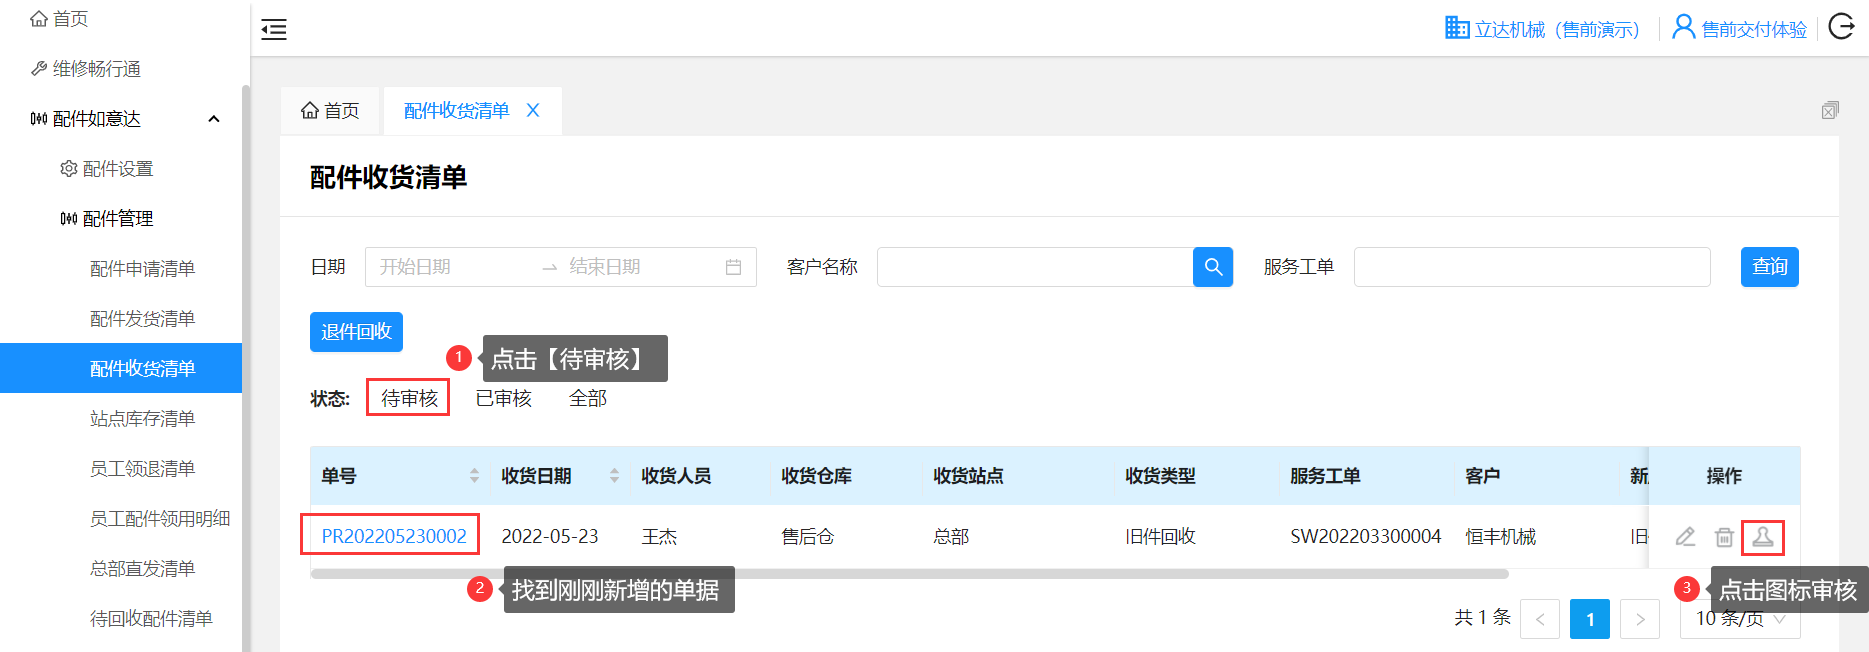 首页
维修畅行通
配件如意达
配件设置
配件管理
配件申请清单
配件发货清单
配件收货清单
站点库存清单
员工领退清单
员工配件领用明细
总部直发清单
待回收配件清单
立达机械（售前演示）
售前交付体验
首页
配件收货清单
配件收货清单
日期 开始日期 结束日期 客户名称 服务工单 查询
退件回收
1 点击【待审核】
状态: 待审核 已审核 全部
单号 收货日期 收货人员 收货仓库 收货站点 收货类型 服务工单 客户 操作
PR202205230002 2022-05-23 王杰 售后仓 总部 旧件回收 SW202203300004 恒丰机械 旧
2 找到刚刚新增的单据
3 点击图标审核
共 1 条 < 1 > 10 条/页